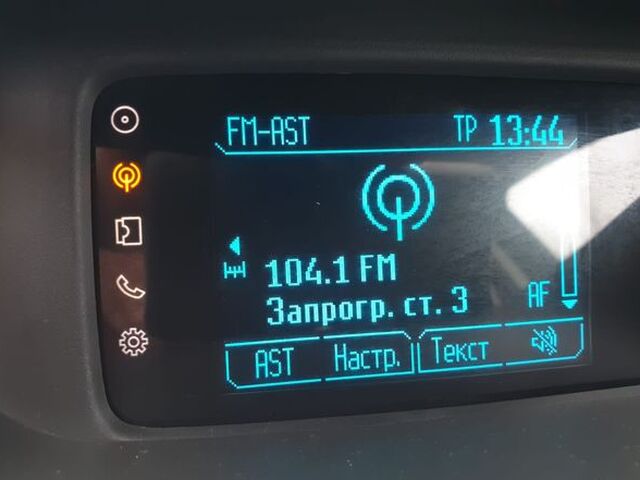 FM-AST TP 13:44
104.1 FM
Запрогр. ст. 3 AF
AST Настр. Текст